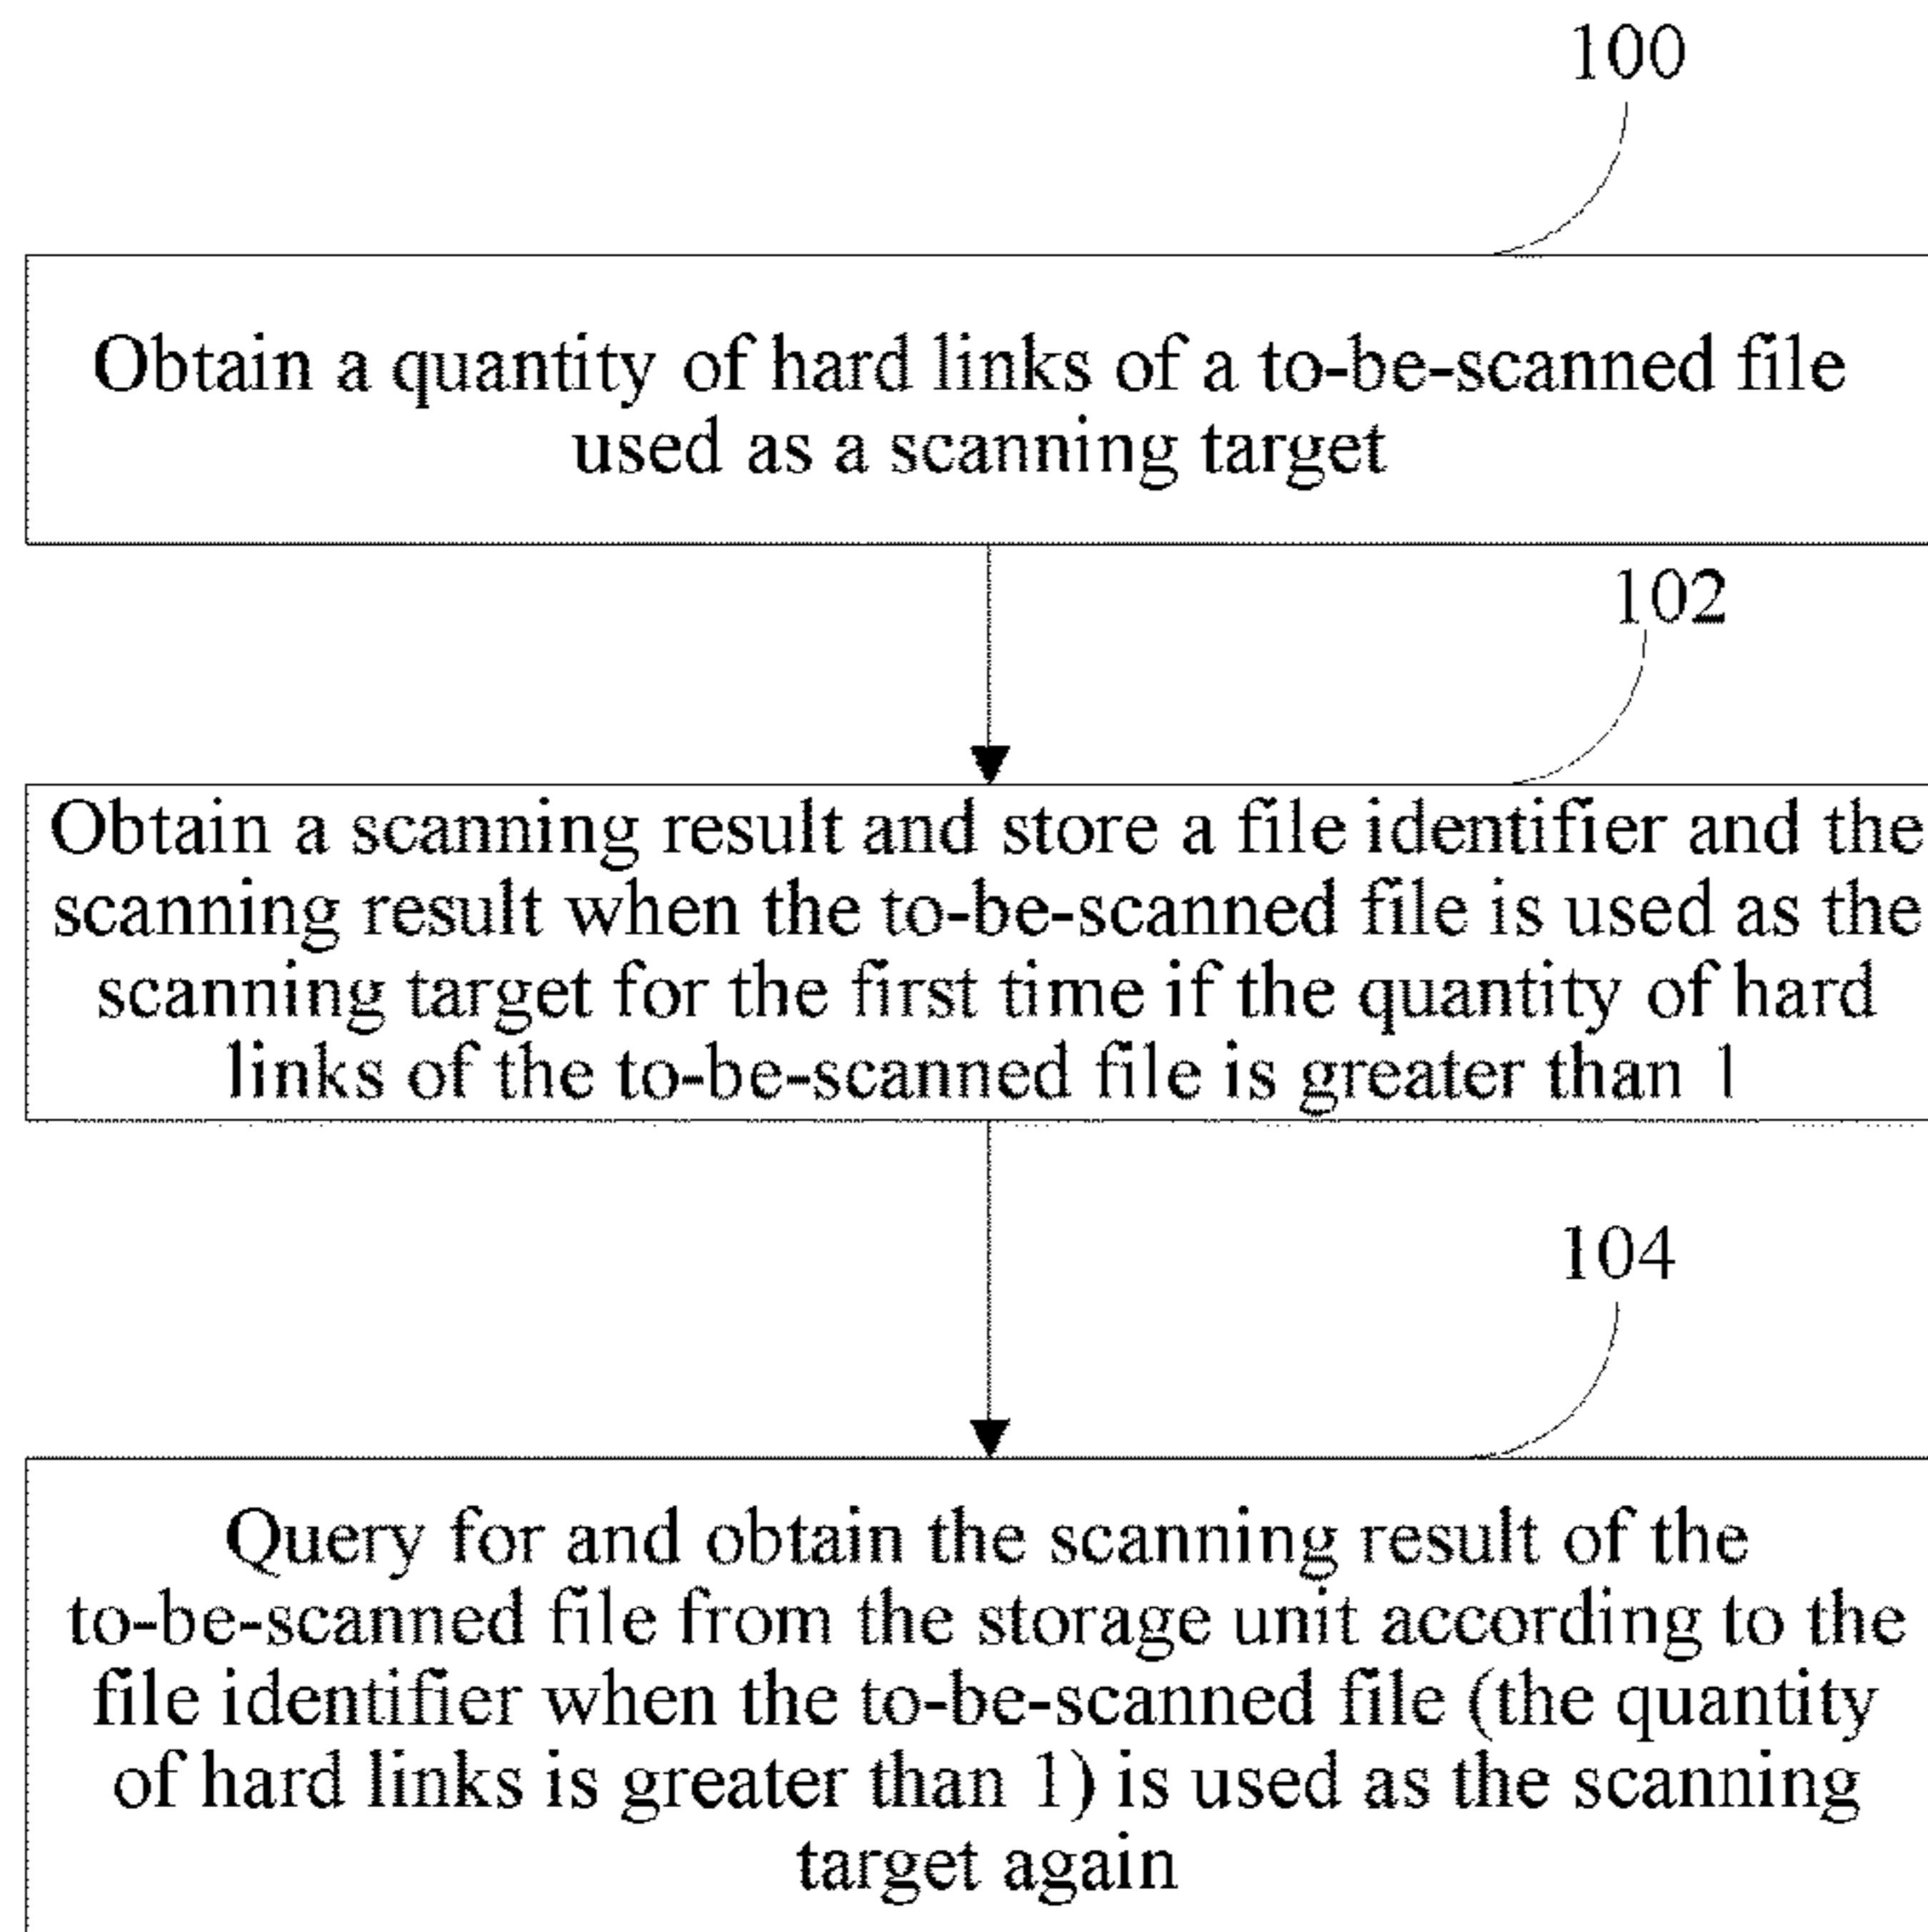 100
Obtain a quantity of hard links of a to-be-scanned file
used as a scanning target
102
Obtain a scanning result and store a file identifier and the
scanning result when the to-be-scanned file is used as the
scanning target for the first time if the quantity of hard
links of the to-be-scanned file is greater than 1
104
Query for and obtain the scanning result of the
to-be-scanned file from the storage unit according to the
file identifier when the to-be-scanned file (the quantity
of hard links is greater than 1) is used as the scanning
target again